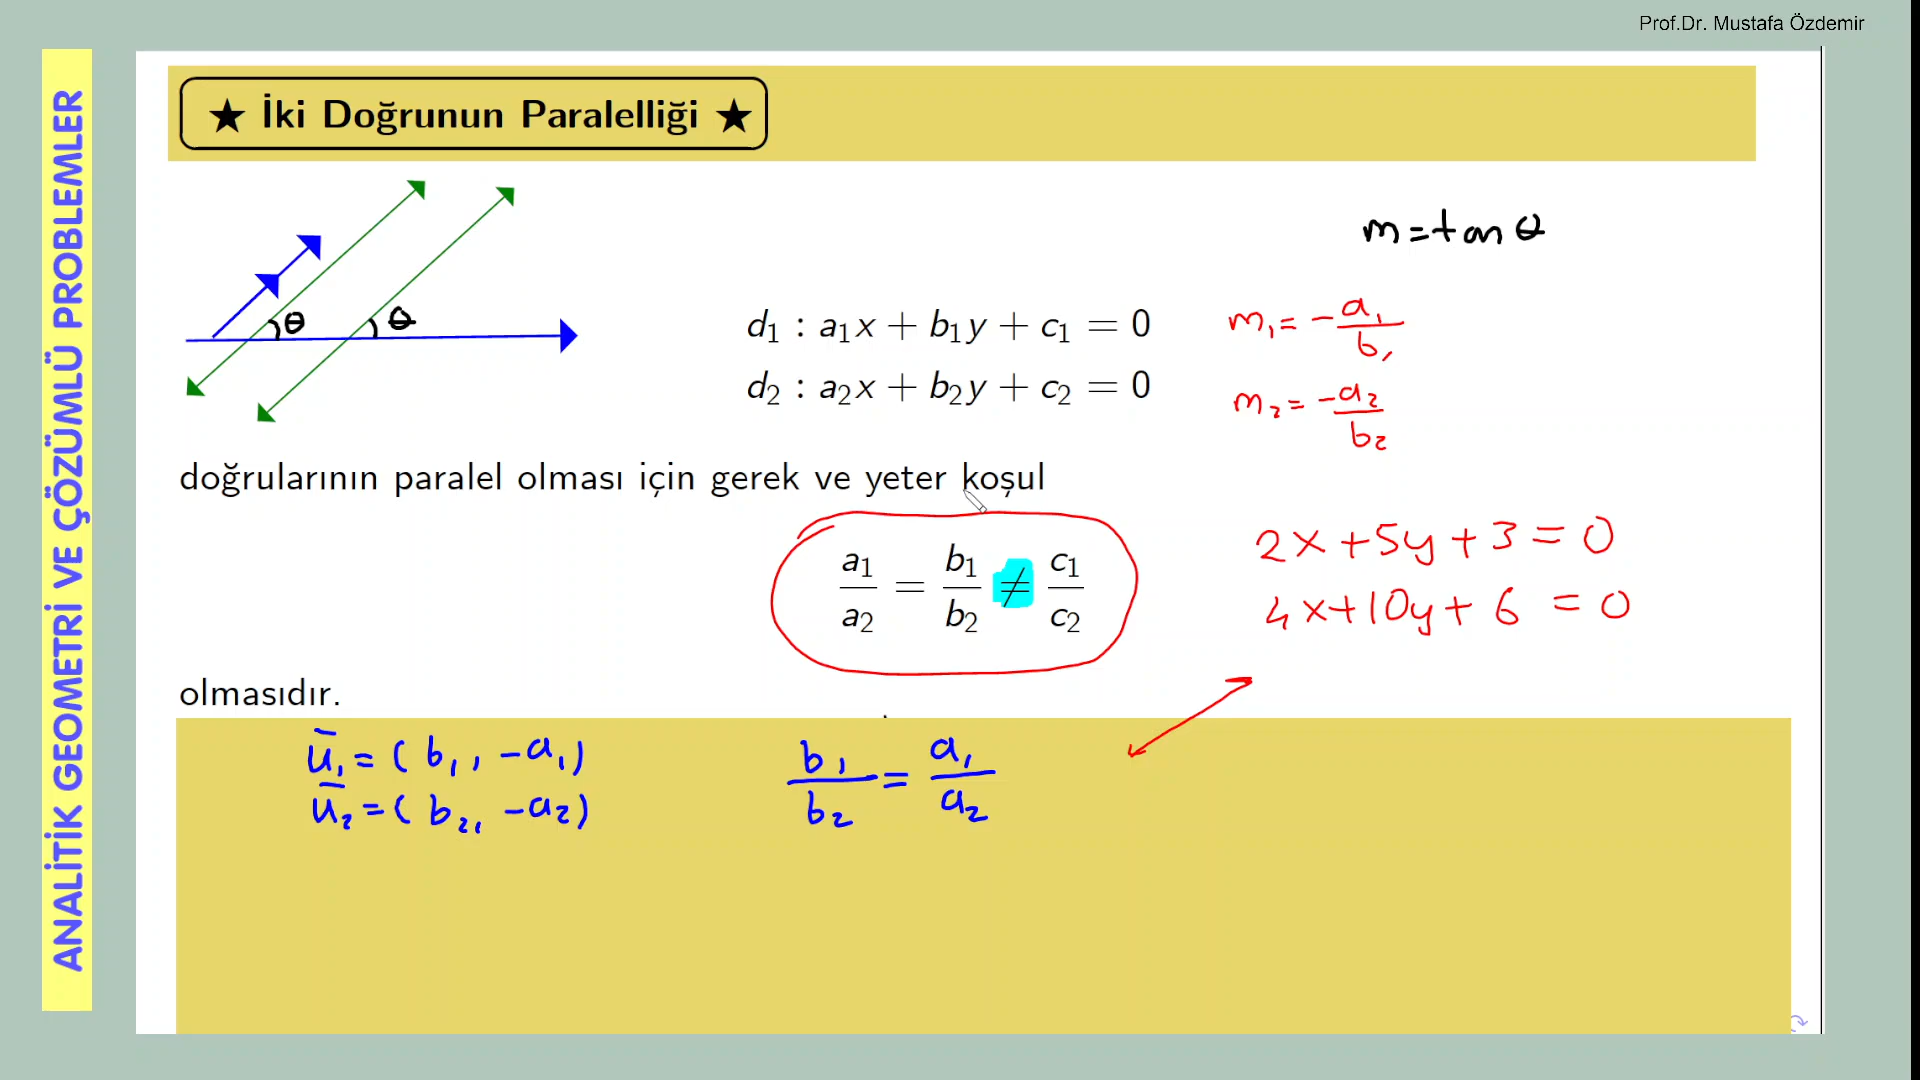 Prof.Dr. Mustafa Özdemir
ANALİTİK GEOMETRİ VE ÇÖZÜMLÜ PROBLEMLER
★ İki Doğrunun Paralelliği ★
m = tan θ
θ θ
d₁ : a₁x + b₁y + c₁ = 0
m₁ = -a₁/b₁
d₂ : a₂x + b₂y + c₂ = 0
m₂ = -a₂/b₂
doğrularının paralel olması için gerek ve yeter koşul
a₁/a₂ = b₁/b₂ ≠ c₁/c₂
2x + 5y + 3 = 0
4x + 10y + 6 = 0
olmasıdır.
u₁ = (b₁, -a₁)
u₂ = (b₂, -a₂)
b₁/b₂ = a₁/a₂